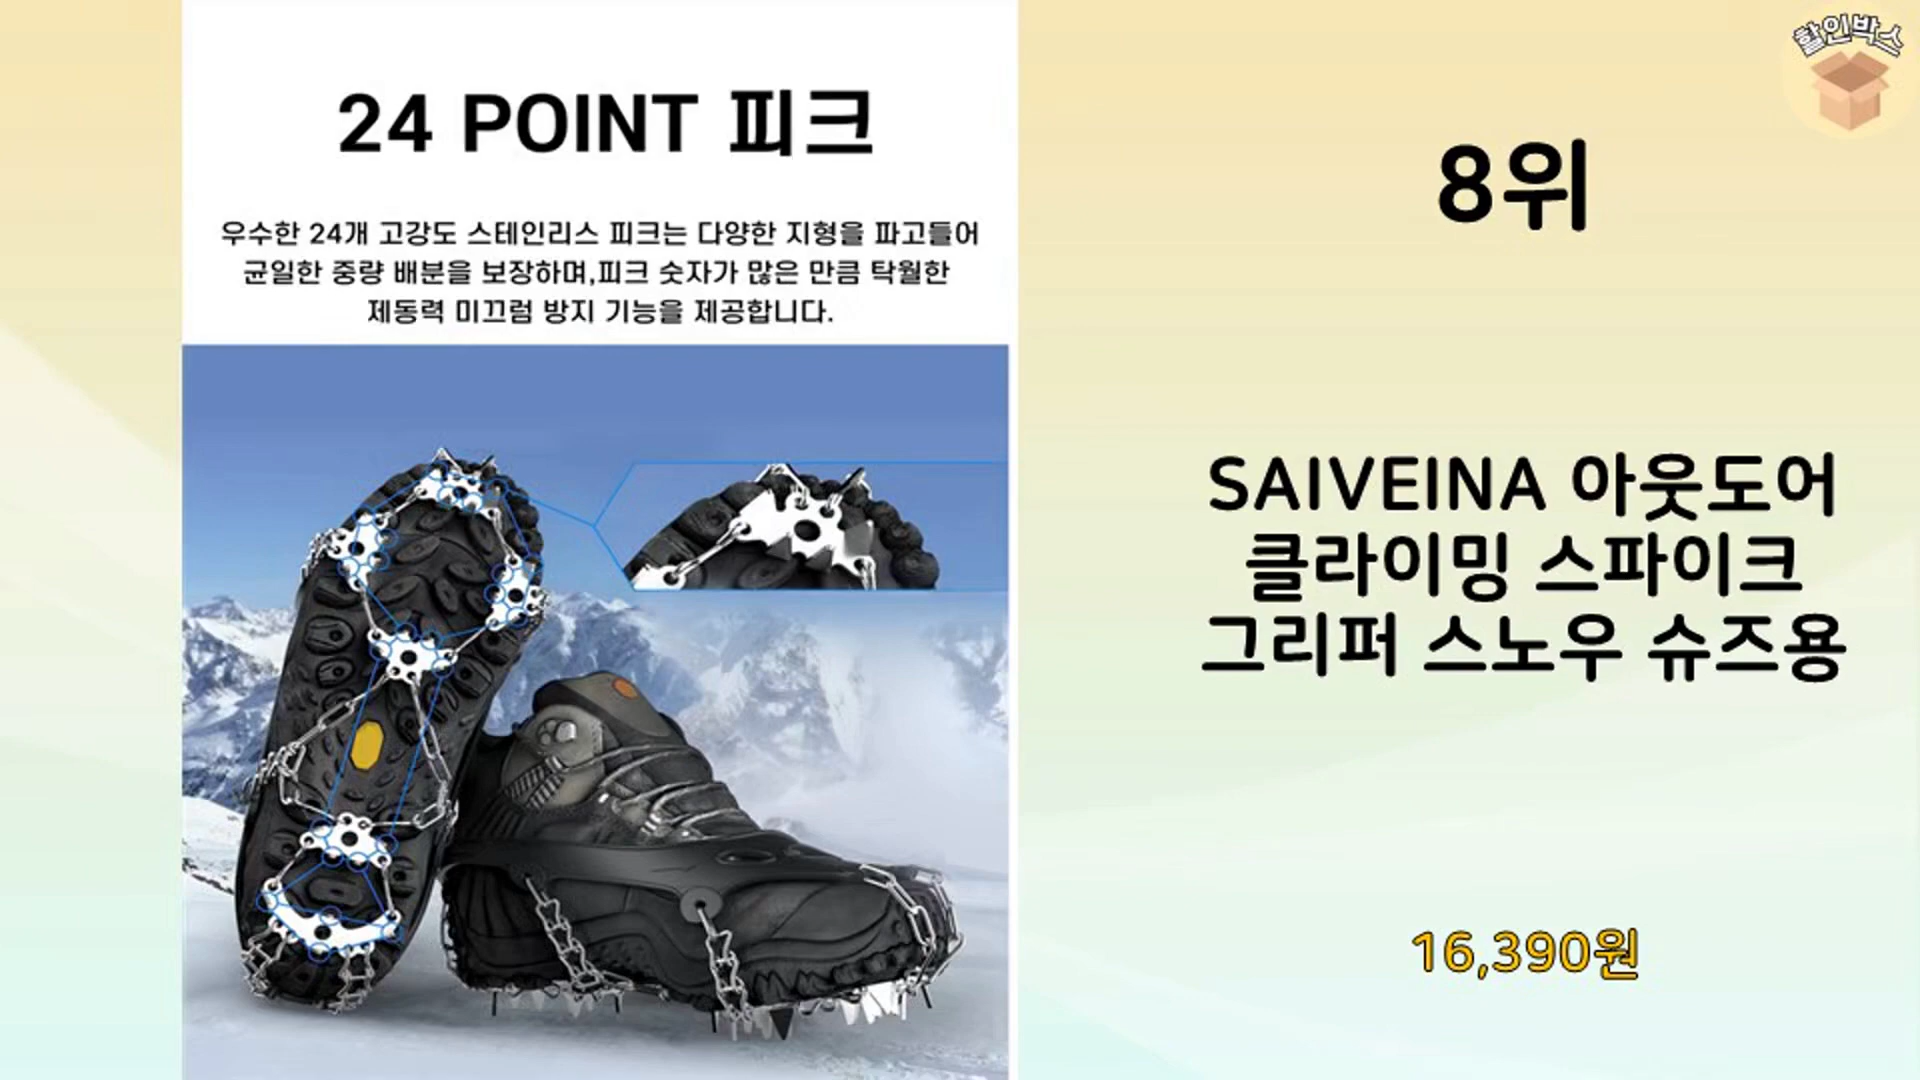 24 POINT 피크
우수한 24개 고강도 스테인리스 피크는 다양한 지형을 파고들어
균일한 중량 배분을 보장하며,피크 숫자가 많은 만큼 탁월한
제동력 미끄럼 방지 기능을 제공합니다.
할인박스
8위
SAIVEINA 아웃도어
클라이밍 스파이크
그리퍼 스노우 슈즈용
16,390원